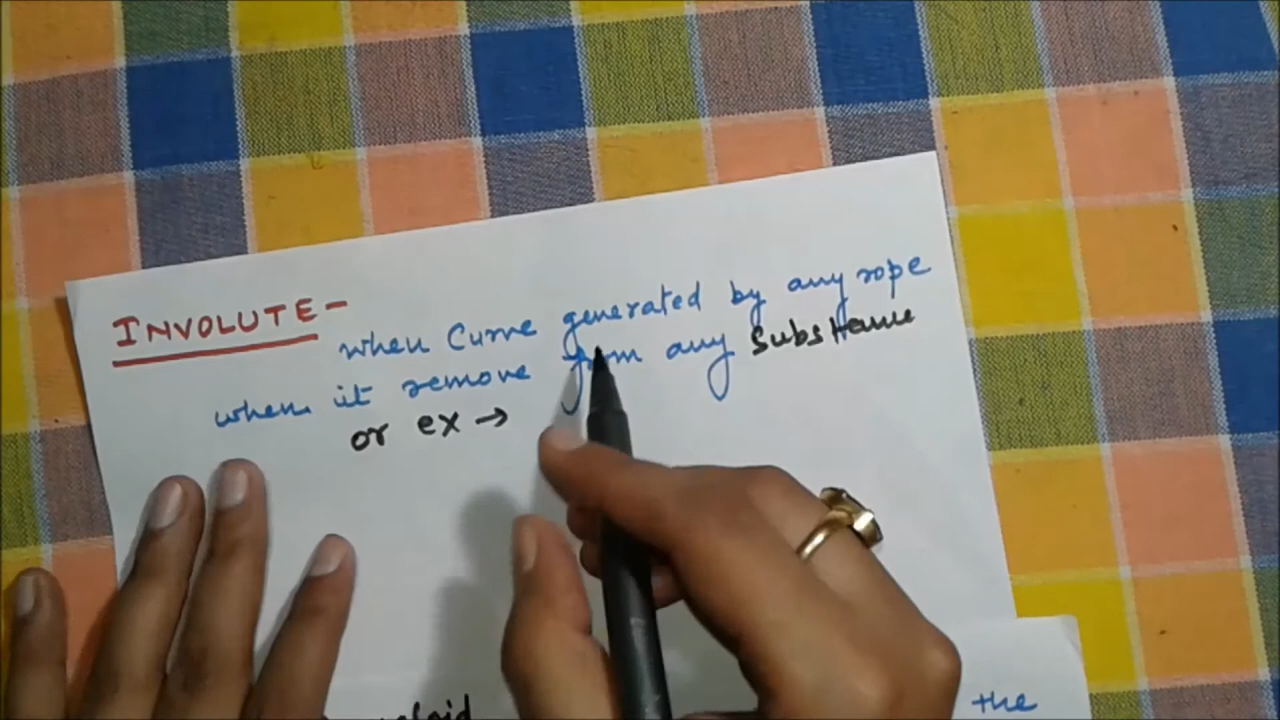 INVOLUTE-
when Curve generated by any rope
when it remove from any substance
or ex →
the